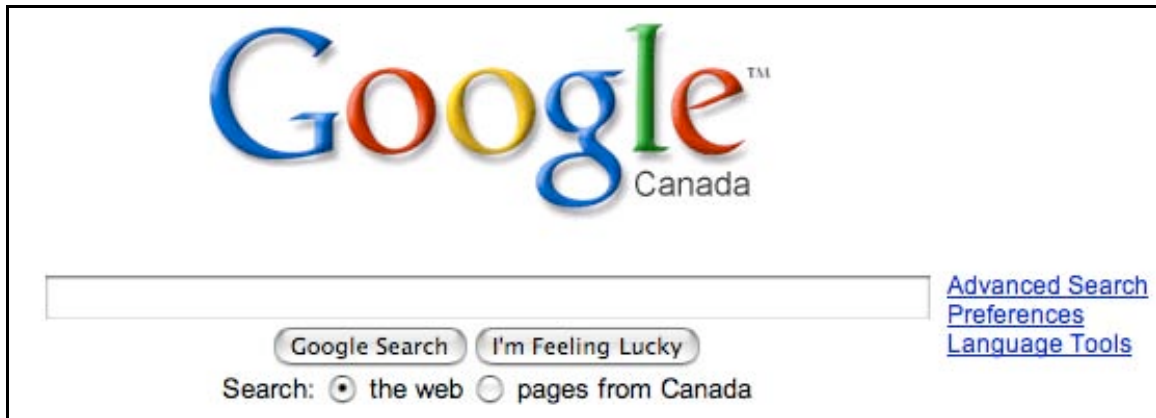 Google™
Canada
Advanced Search
Preferences
Language Tools
Google Search I'm Feeling Lucky
Search: the web pages from Canada